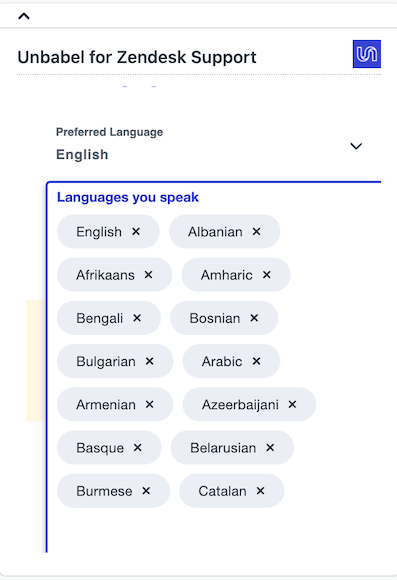 Unbabel for Zendesk Support
Preferred Language
English
Languages you speak
English × Albanian ×
Afrikaans × Amharic ×
Bengali × Bosnian ×
Bulgarian × Arabic ×
Armenian × Azeerbaijani ×
Basque × Belarusian ×
Burmese × Catalan ×